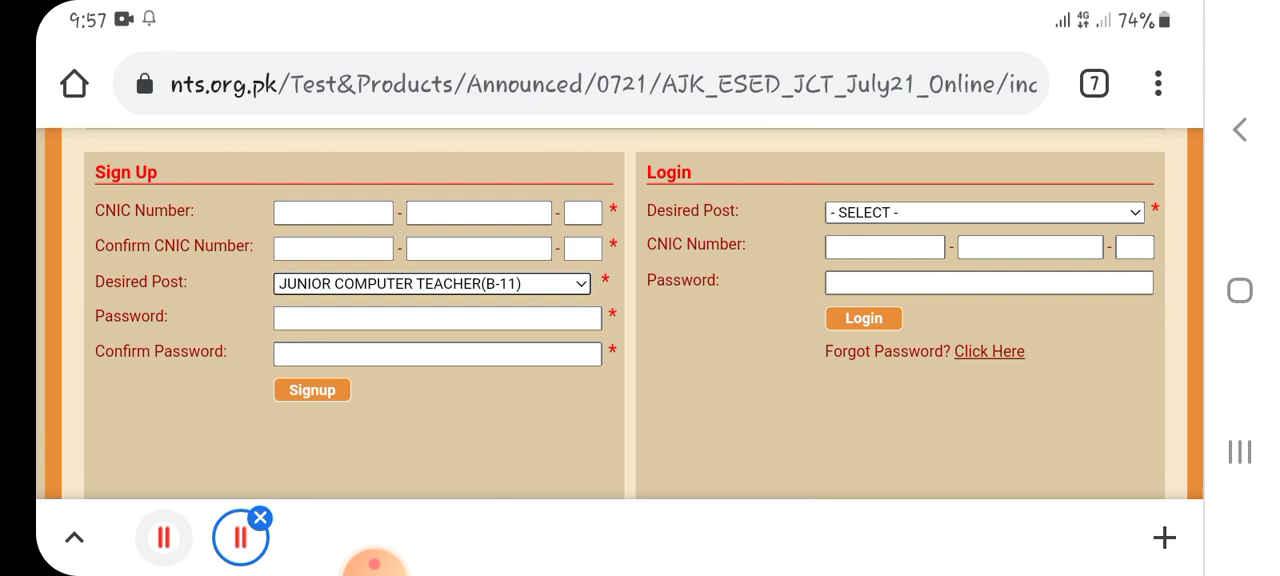 9:57
4G 74%
nts.org.pk/Test&Products/Announced/0721/AJK_ESED_JCT_July21_Online/inc
7
Sign Up
CNIC Number: - - *
Confirm CNIC Number: - - *
Desired Post: JUNIOR COMPUTER TEACHER(B-11) *
Password: *
Confirm Password: *
Signup
Login
Desired Post: - SELECT - *
CNIC Number: - -
Password:
Login
Forgot Password? Click Here